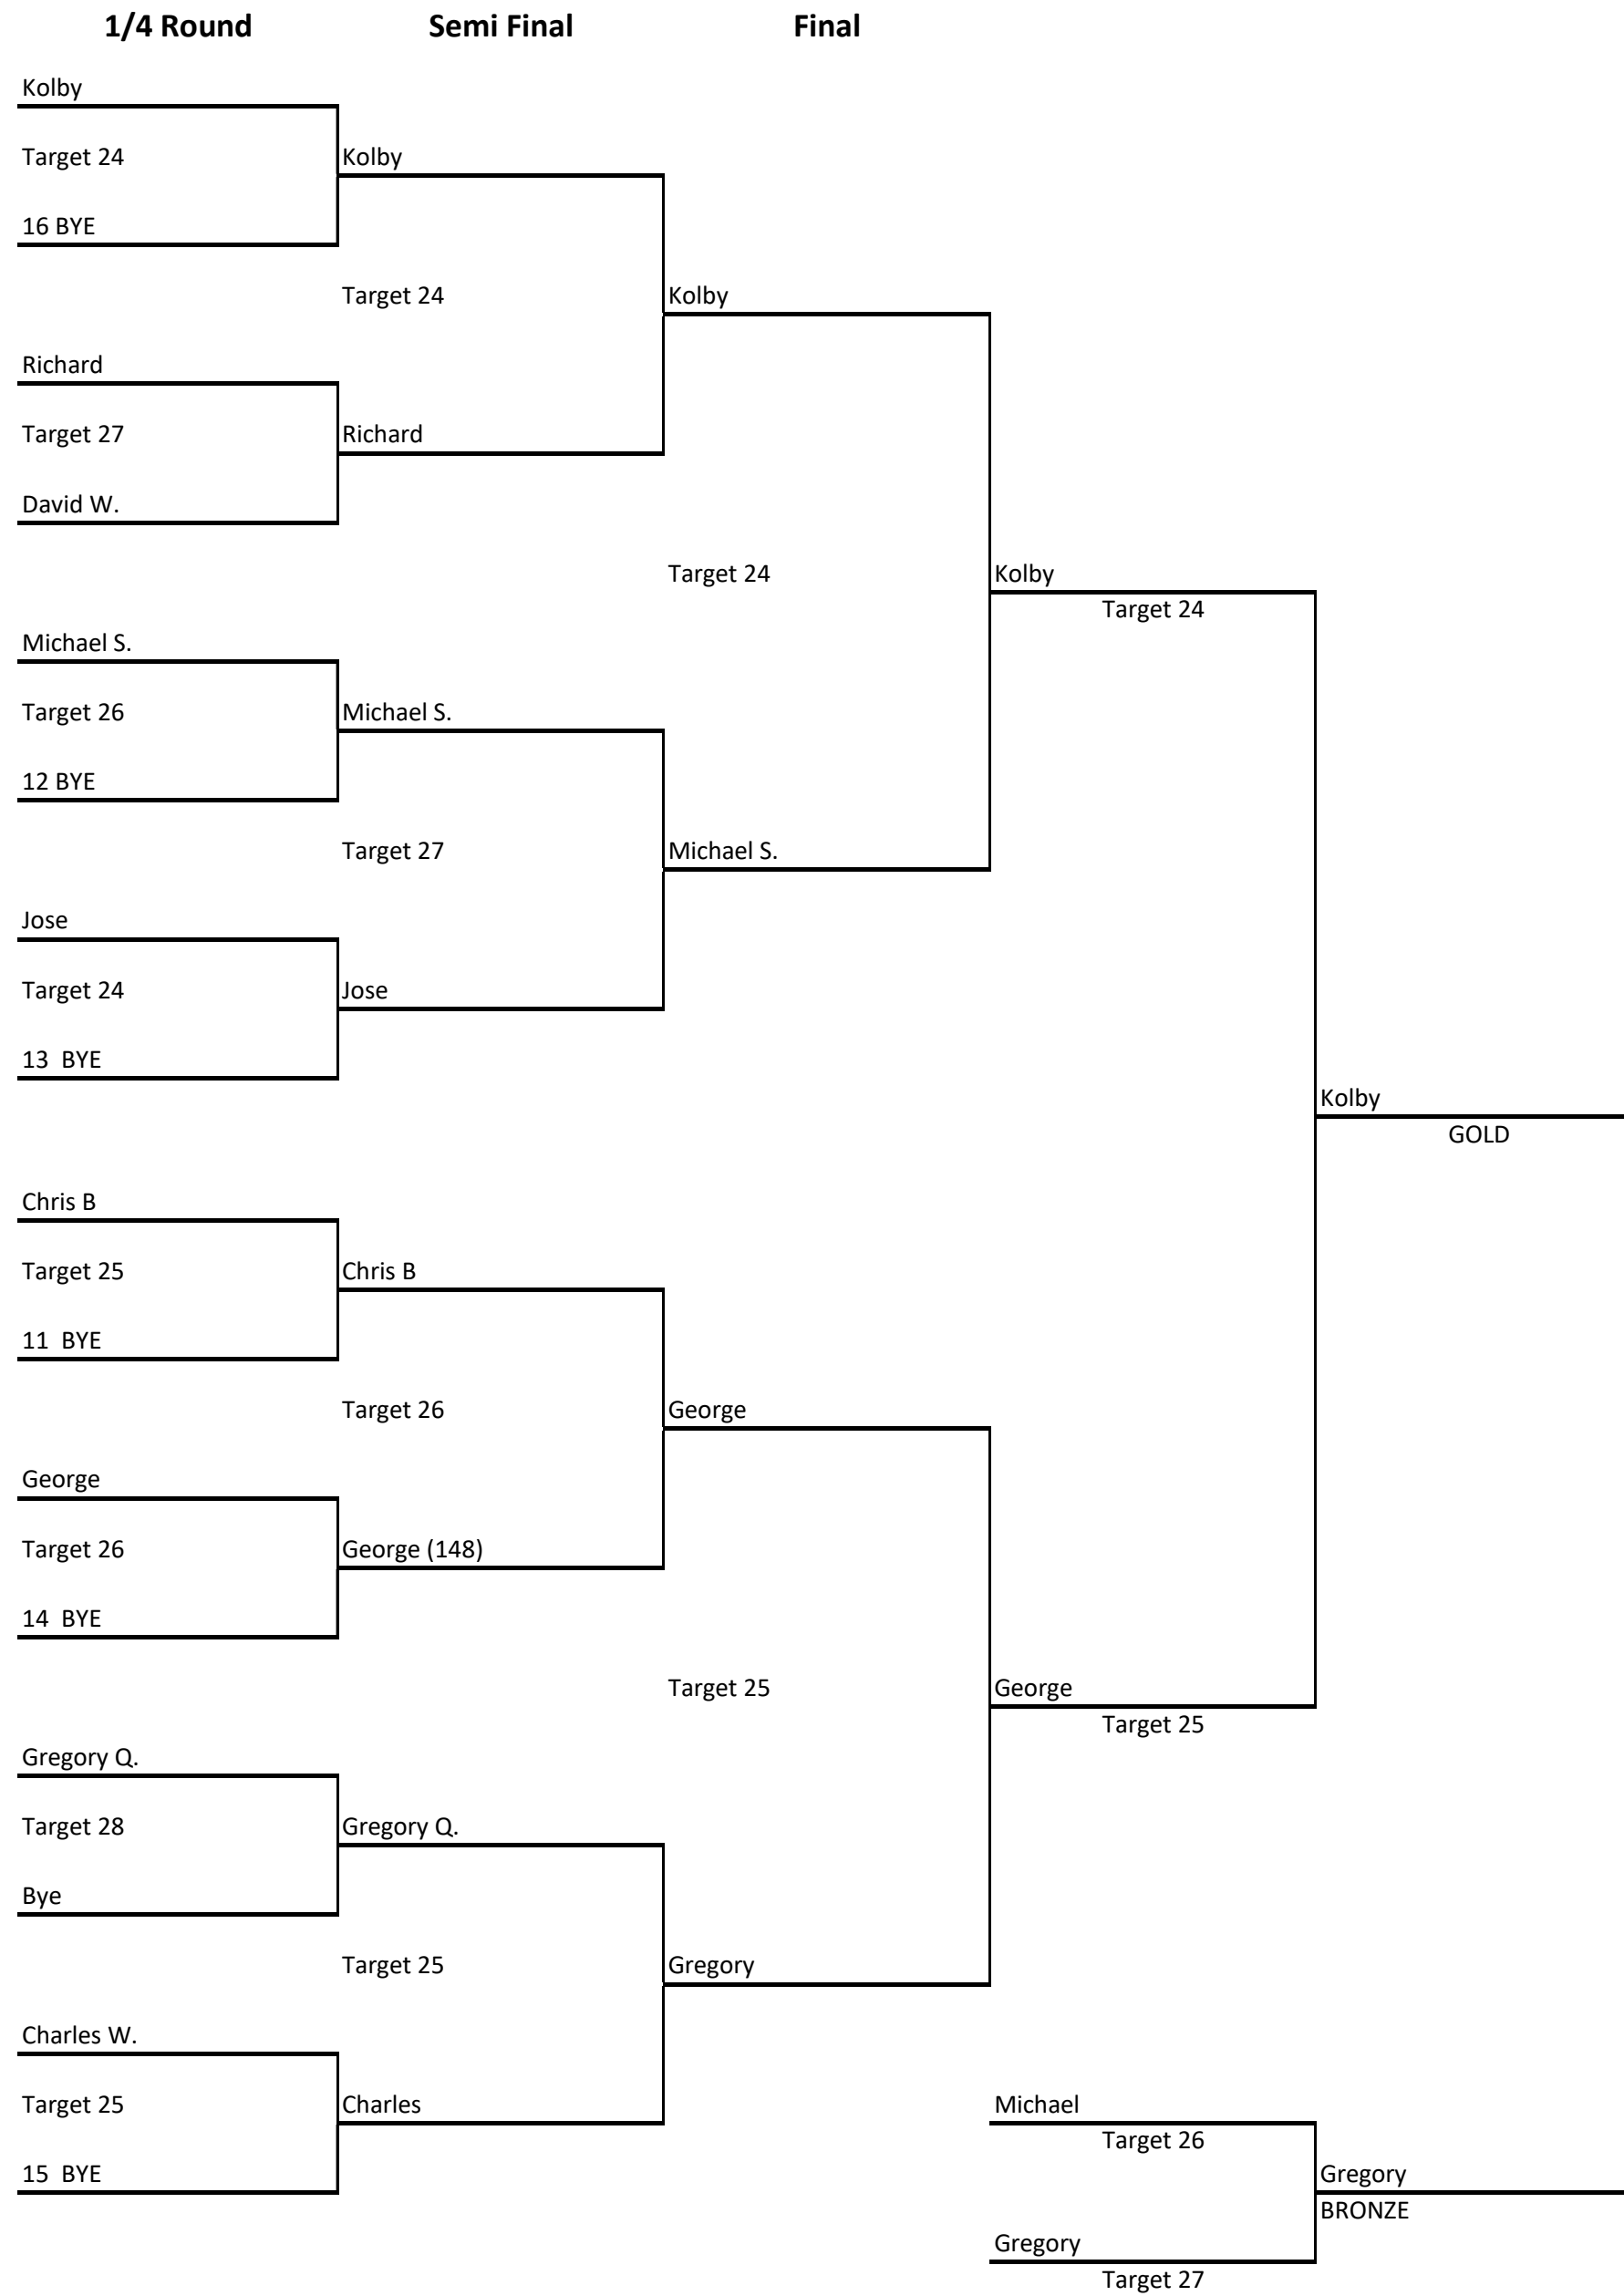 1/4 Round Semi Final Final
Kolby
Target 24 Kolby
16 BYE
Target 24 Kolby
Richard
Target 27 Richard
David W.
Target 24 Kolby
Target 24
Michael S.
Target 26 Michael S.
12 BYE
Target 27 Michael S.
Jose
Target 24 Jose
13  BYE
Kolby
GOLD
Chris B
Target 25 Chris B
11  BYE
Target 26 George
George
Target 26 George (148)
14  BYE
Target 25 George
Target 25
Gregory Q.
Target 28 Gregory Q.
Bye
Target 25 Gregory
Charles W.
Target 25 Charles Michael
Target 26
15  BYE Gregory
BRONZE
Gregory
Target 27